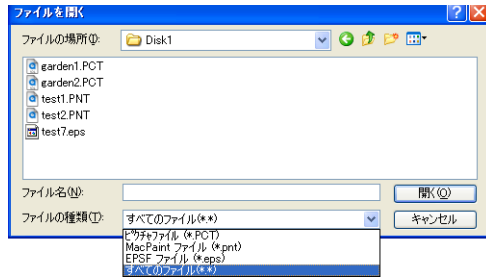 ファイルを開く
ファイルの場所(I):
Disk1
garden1.PCT
garden2.PCT
test1.PNT
test2.PNT
test7.eps
ファイル名(N):
開く(O)
ファイルの種類(T):
すべてのファイル(*.*)
キャンセル
ピクチャファイル (*.PCT)
MacPaint ファイル (*.pnt)
EPSF ファイル (*.eps)
すべてのファイル(*.*)